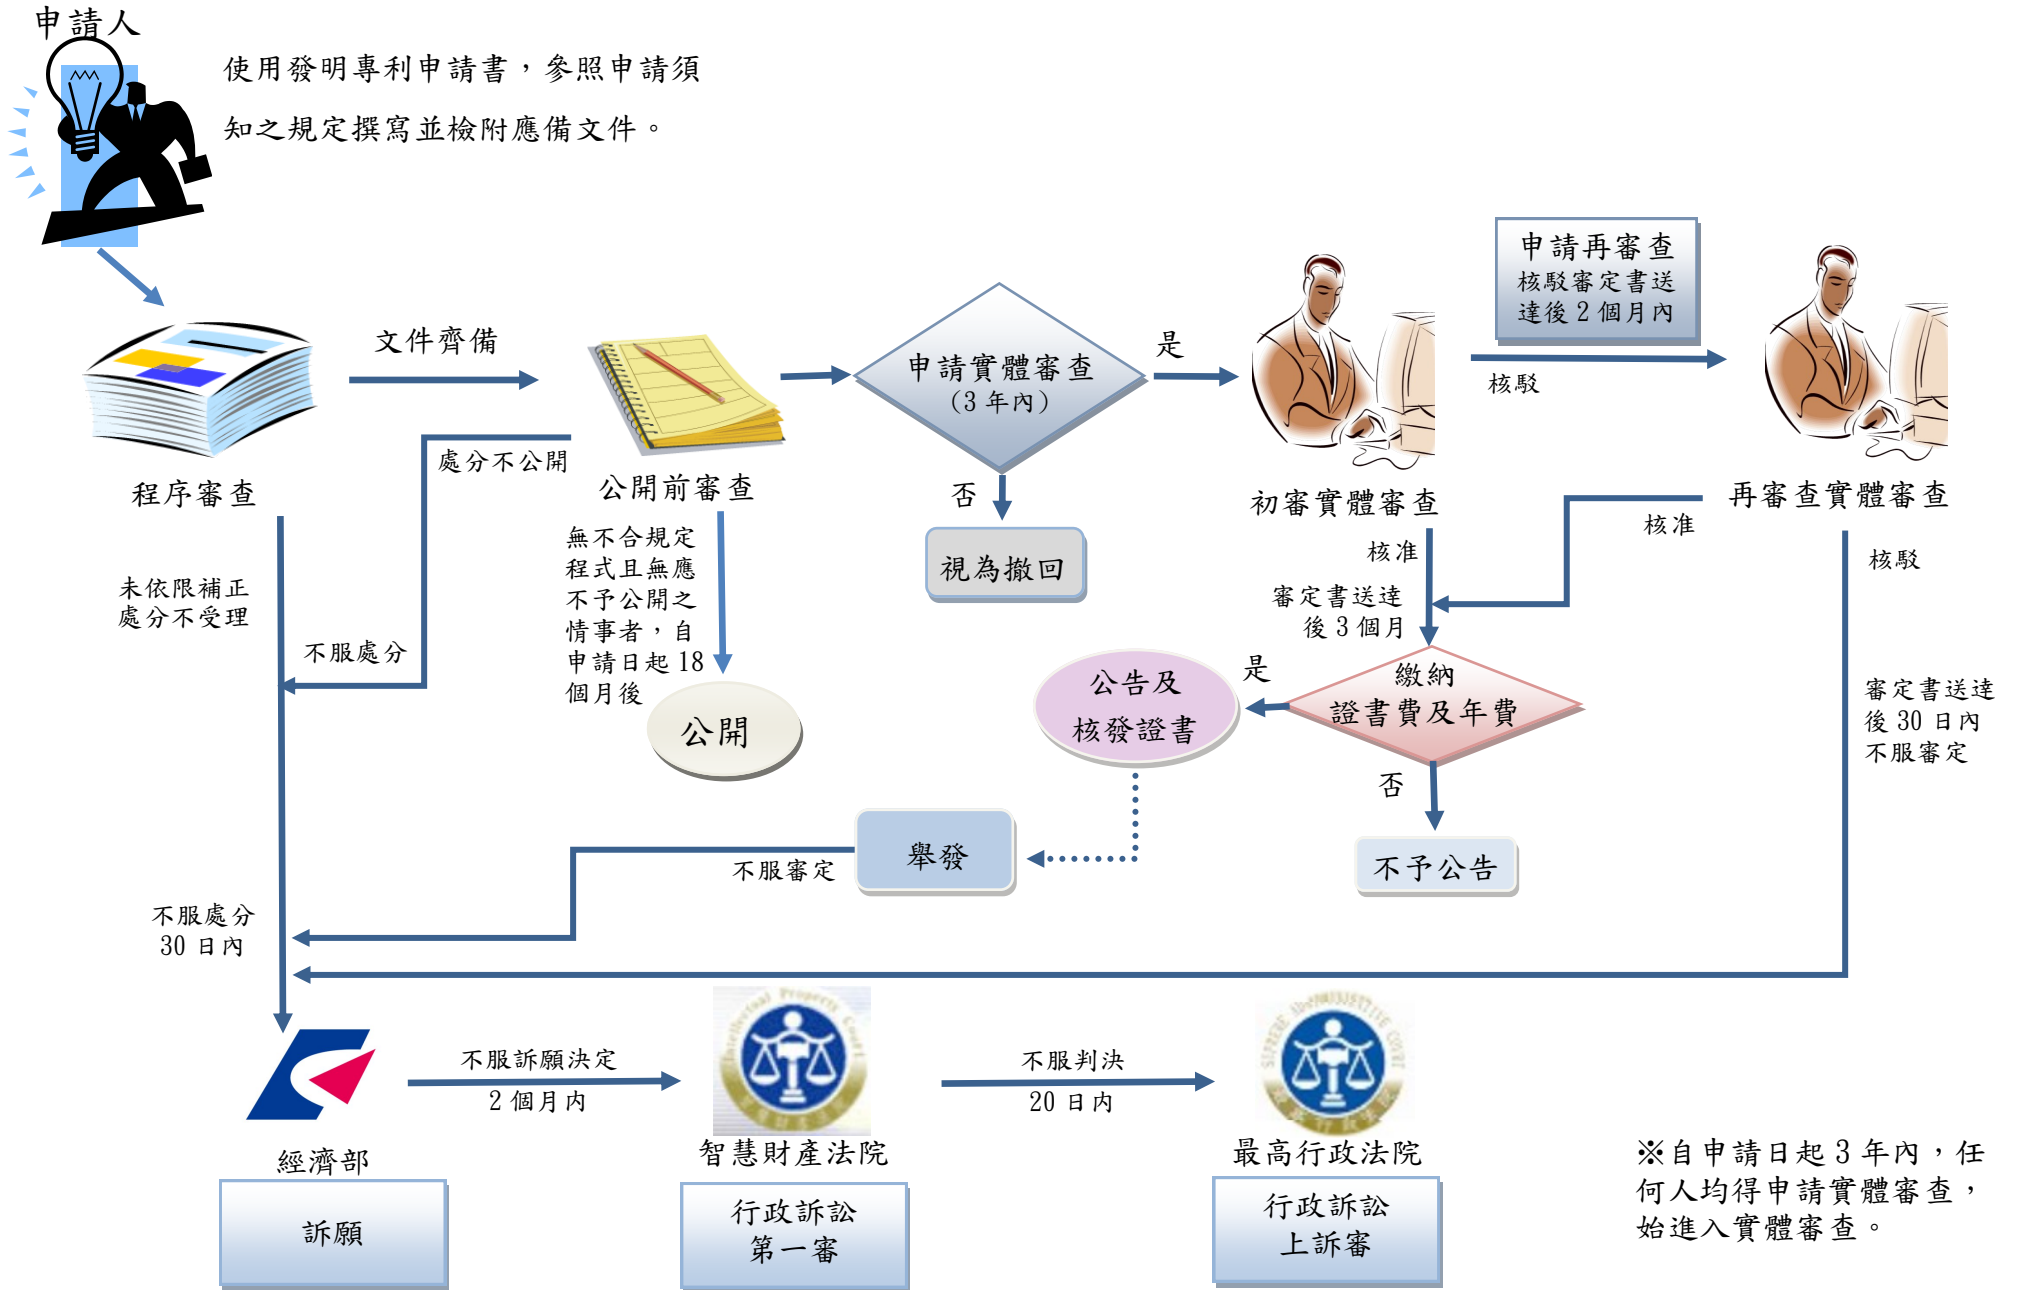 申請人
使用發明專利申請書，參照申請須
知之規定撰寫並檢附應備文件。
申請再審查
核駁審定書送
達後 2 個月內
文件齊備
是
申請實體審查
(3 年內)
核駁
處分不公開
程序審查
公開前審查
否
初審實體審查
再審查實體審查
核准
無不合規定
程式且無應
不予公開之
情事者，自
申請日起 18
個月後
視為撤回
核准
核駁
未依限補正
處分不受理
審定書送達
後 3 個月
不服處分
公開
公告及
核發證書
是
繳納
證書費及年費
審定書送達
後 30 日內
不服審定
否
舉發
不服審定
不予公告
不服處分
30 日內
Intellectual Property Court
SUPREME ADMINISTRATIVE COURT
不服訴願決定
2 個月內
不服判決
20 日內
經濟部
智慧財產法院
最高行政法院
訴願
行政訴訟
第一審
行政訴訟
上訴審
※自申請日起 3 年內，任
何人均得申請實體審查，
始進入實體審查。